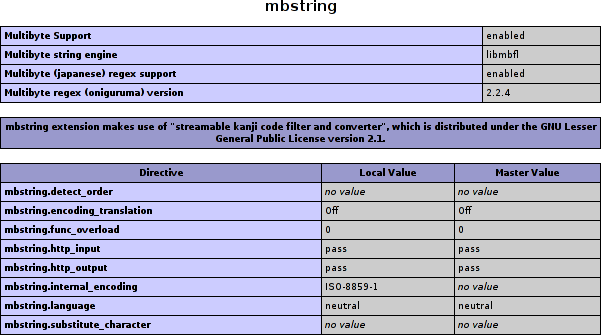 mbstring
Multibyte Support enabled
Multibyte string engine libmbfl
Multibyte (japanese) regex support enabled
Multibyte regex (oniguruma) version 2.2.4
mbstring extension makes use of "streamable kanji code filter and converter", which is distributed under the GNU Lesser
General Public License version 2.1.
Directive Local Value Master Value
mbstring.detect_order no value no value
mbstring.encoding_translation Off Off
mbstring.func_overload 0 0
mbstring.http_input pass pass
mbstring.http_output pass pass
mbstring.internal_encoding ISO-8859-1 no value
mbstring.language neutral neutral
mbstring.substitute_character no value no value